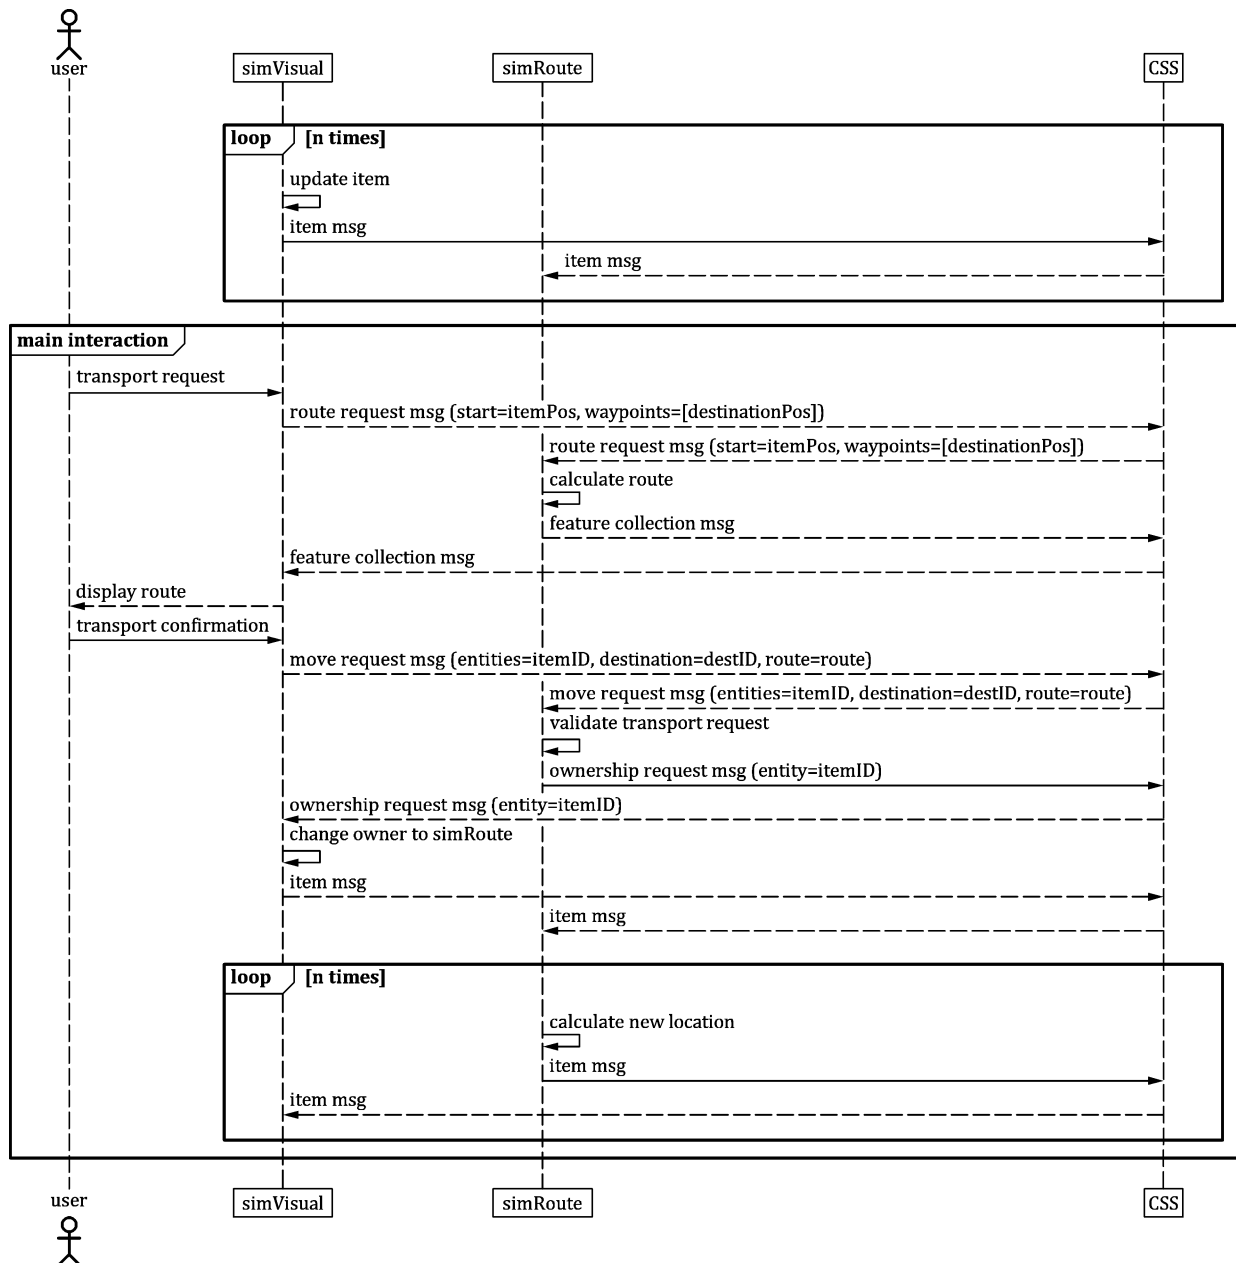 user
simVisual
simRoute
CSS
loop [n times]
update item
item msg
item msg
main interaction
transport request
route request msg (start=itemPos, waypoints=[destinationPos])
route request msg (start=itemPos, waypoints=[destinationPos])
calculate route
feature collection msg
feature collection msg
display route
transport confirmation
move request msg (entities=itemID, destination=destID, route=route)
move request msg (entities=itemID, destination=destID, route=route)
validate transport request
ownership request msg (entity=itemID)
ownership request msg (entity=itemID)
change owner to simRoute
item msg
item msg
loop [n times]
calculate new location
item msg
item msg
user
simVisual
simRoute
CSS